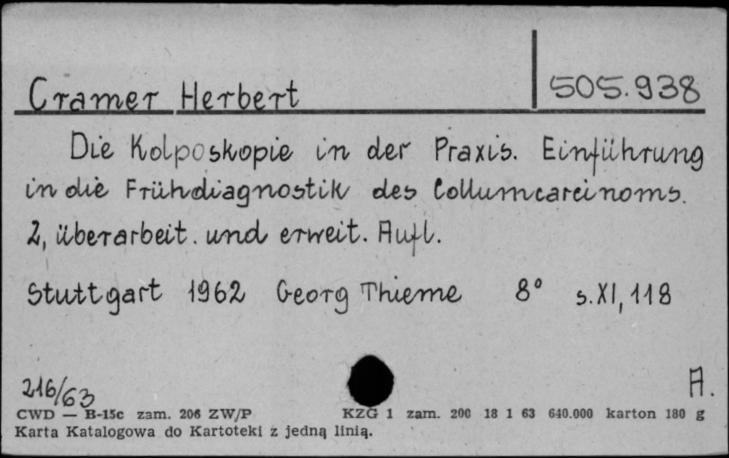 Cramer Herbert 505.938
Die Kolposkopie in der Praxis. Einführung
in die Frühdiagnostik des Collumcarcinoms.
2, überarbeit. und erweit. Aufl.
Stuttgart 1962 Georg Thieme 8° s.XI, 118
216/63 A.
CWD — B-15c zam. 206 ZW/P KZG 1 zam. 200 18 1 63 640.000 karton 180 g
Karta Katalogowa do Kartoteki z jedną linią.